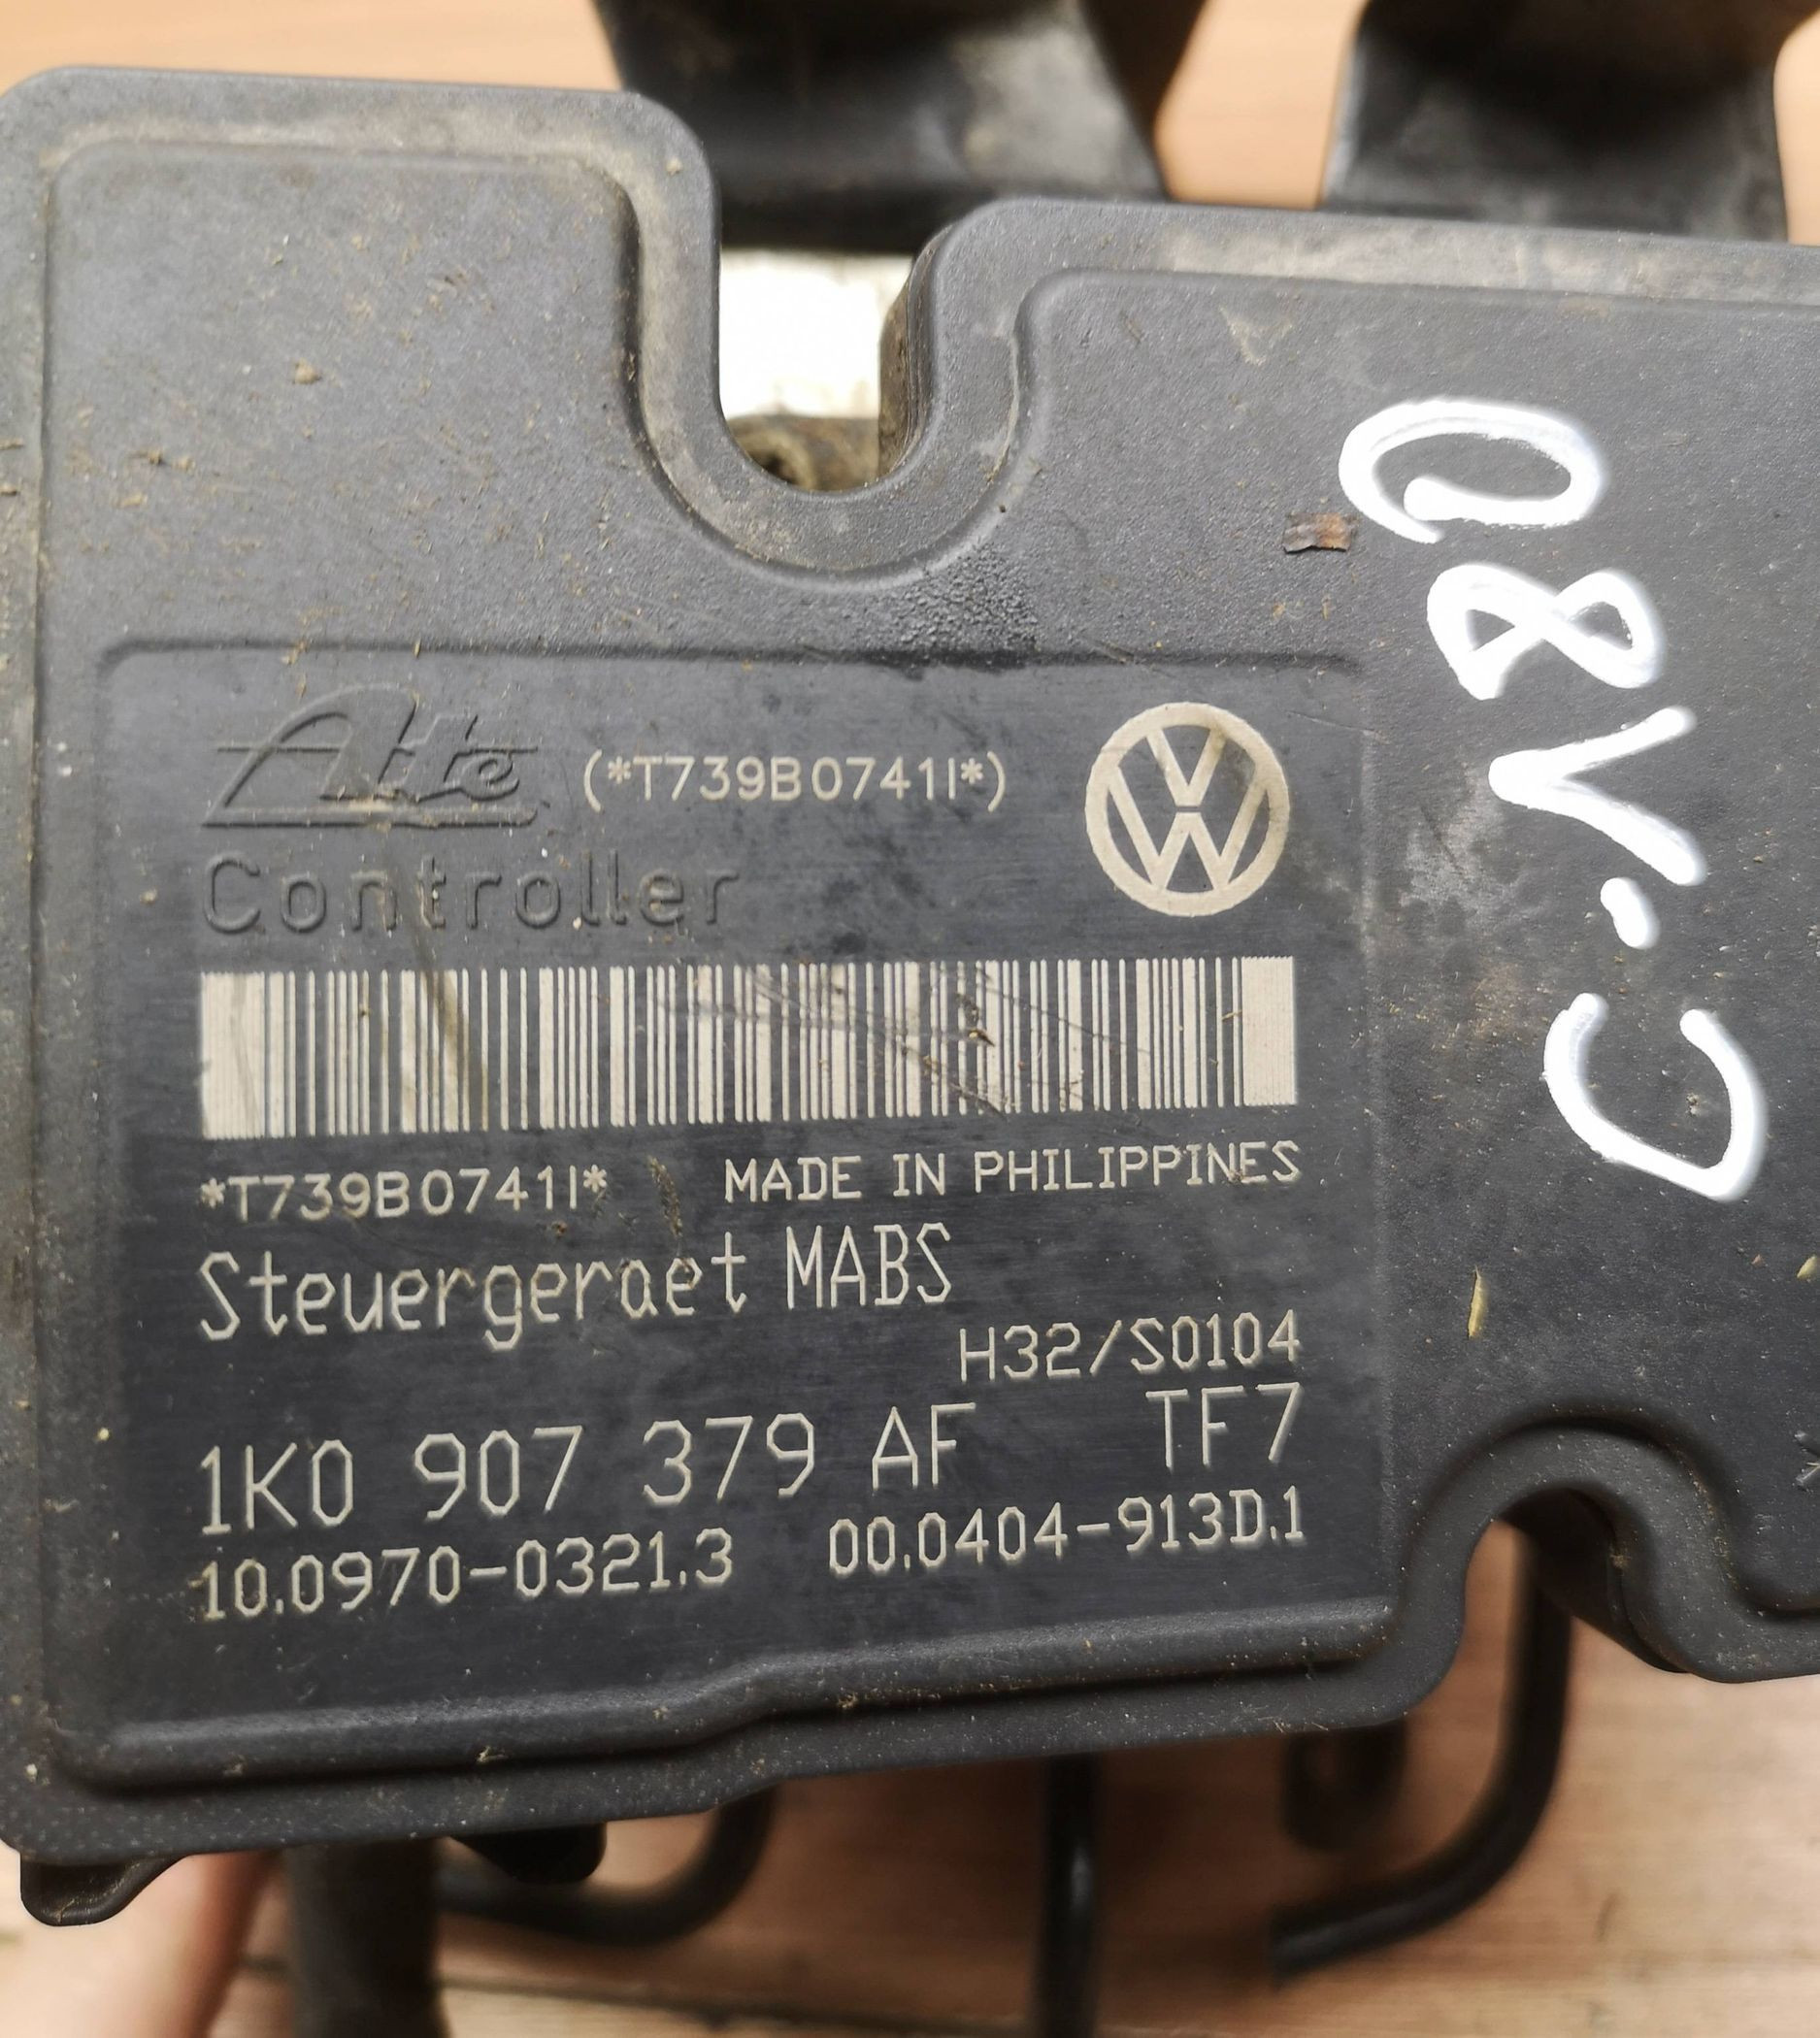 Ate (*T739B0741I*)
Controller
*T739B0741I* MADE IN PHILIPPINES
Steuergeraet MABS
H32/S0104
1K0 907 379 AF TF7
10.0970-0321.3 00.0404-913D.1